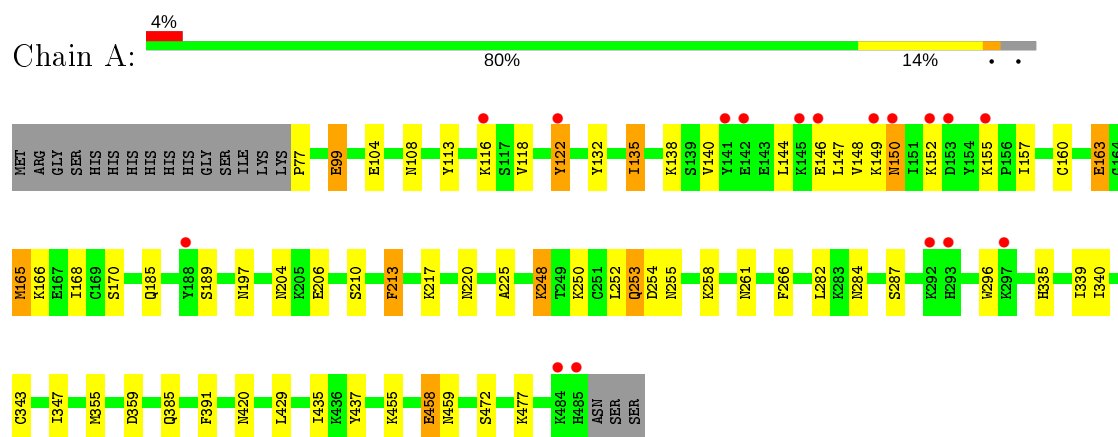 4%
Chain A:
80% 14% • •
MET ARG GLY SER HIS HIS HIS HIS HIS HIS GLY SER ILE LYS LYS P77 E99 E104 N108 Y113 K116 S117 V118 Y122 Y132 I135 K138 S139 V140 Y141 E142 E143 L144 K145 E146 L147 V148 K149 N150 I151 K152 D153 Y154 K155 P156 I157 C160 E163 G164
M165 K166 E167 I168 C169 S170 Q185 Y188 S189 N197 N204 K205 E206 S210 F213 K217 N220 A225 K248 T249 K250 C251 L252 Q253 D254 N255 K258 N261 F266 L282 K283 N284 S287 K292 H293 W296 K297 H335 I339 I340
C343 I347 M355 D359 Q385 F391 N420 L429 I435 K436 Y437 K455 E458 N459 S472 K477 K484 H485 ASN SER SER